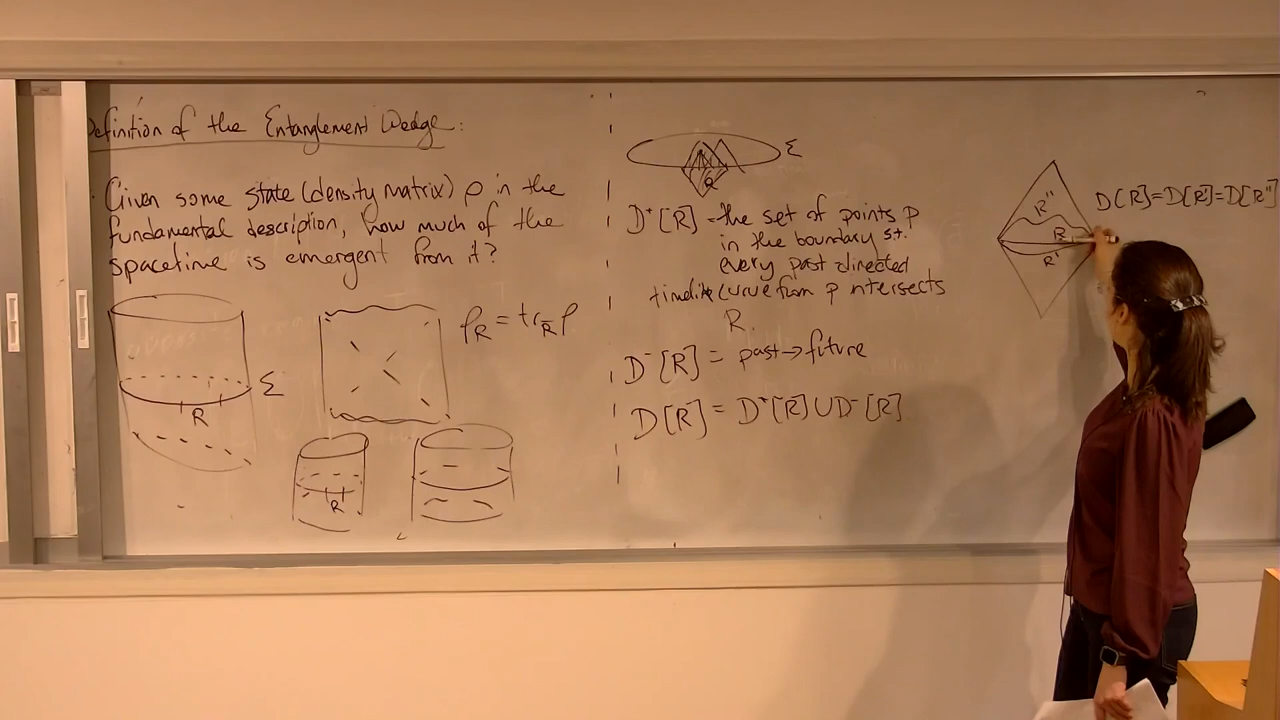 Definition of the Entanglement Wedge:
Given some state (density matrix) ρ in the
fundamental description, how much of the
spacetime is emergent from it?
ρ_R = tr_R̄ ρ
Σ
R
R
Σ
R
D⁺[R] = the set of points p
in the boundary s.t.
every past directed
timelike curve from p intersects
R.
D⁻[R] = past → future
D[R] = D⁺[R] ∪ D⁻[R]
R''
R
R'
D[R] = D[R'] = D[R'']